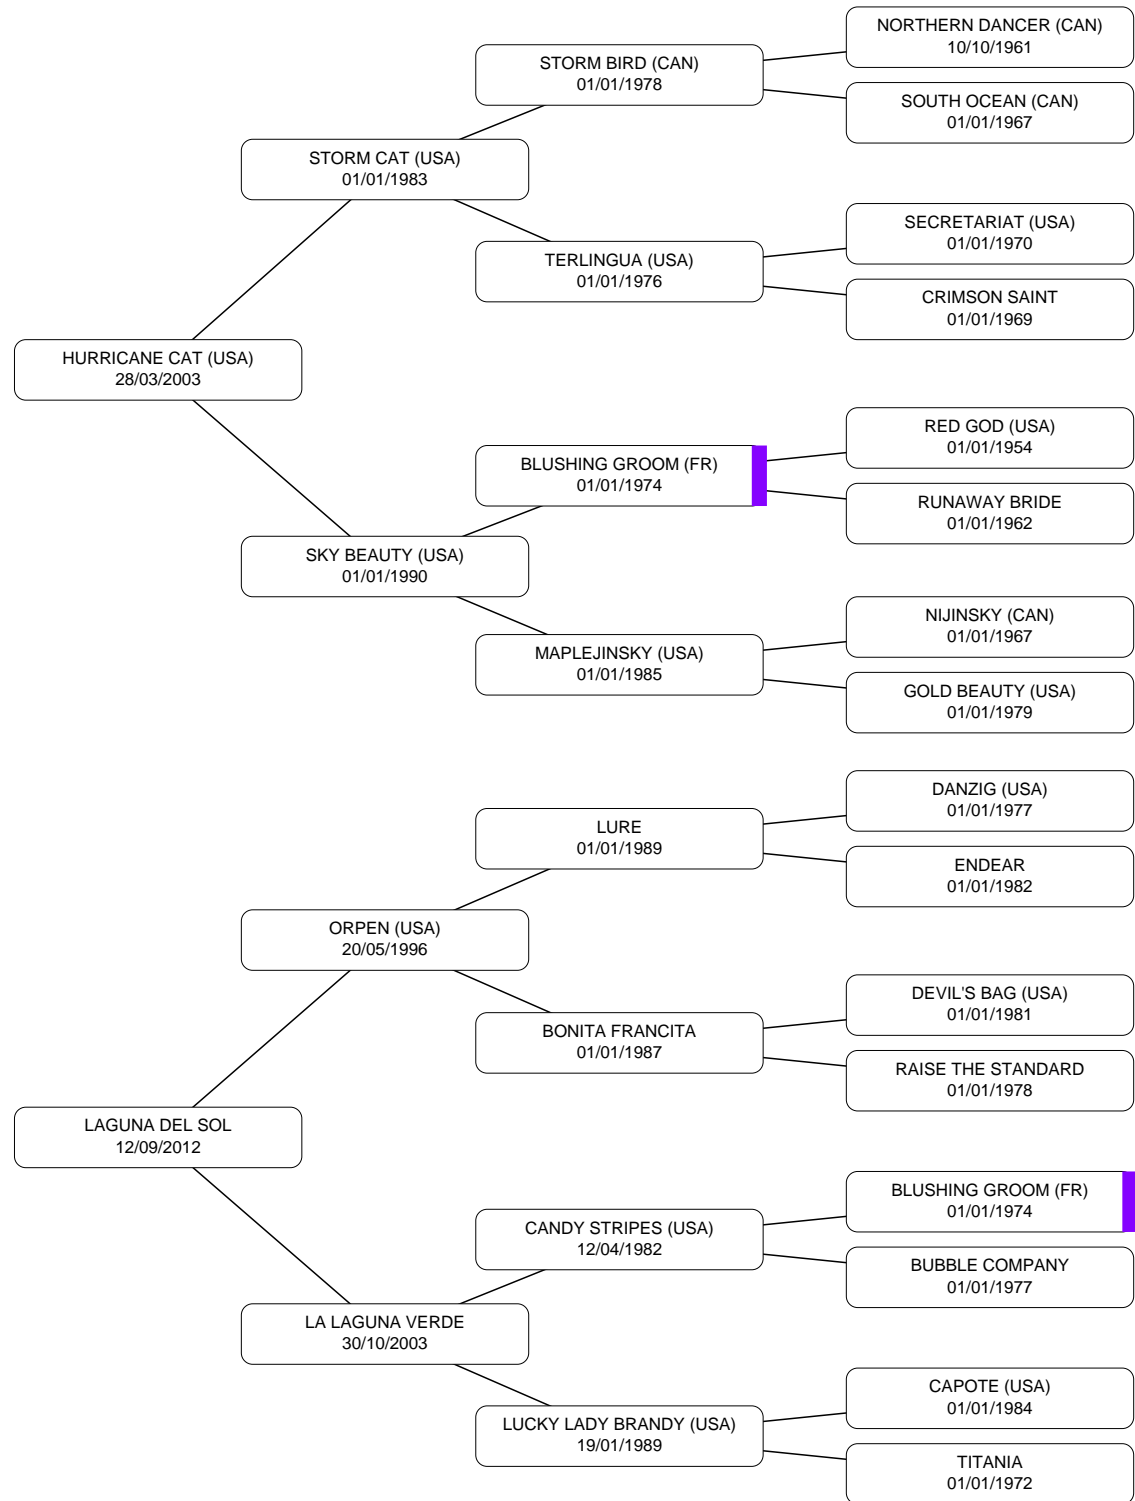 NORTHERN DANCER (CAN)
10/10/1961
STORM BIRD (CAN)
01/01/1978
SOUTH OCEAN (CAN)
01/01/1967
STORM CAT (USA)
01/01/1983
SECRETARIAT (USA)
01/01/1970
TERLINGUA (USA)
01/01/1976
CRIMSON SAINT
01/01/1969
HURRICANE CAT (USA)
28/03/2003
RED GOD (USA)
01/01/1954
BLUSHING GROOM (FR)
01/01/1974
RUNAWAY BRIDE
01/01/1962
SKY BEAUTY (USA)
01/01/1990
NIJINSKY (CAN)
01/01/1967
MAPLEJINSKY (USA)
01/01/1985
GOLD BEAUTY (USA)
01/01/1979
DANZIG (USA)
01/01/1977
LURE
01/01/1989
ENDEAR
01/01/1982
ORPEN (USA)
20/05/1996
DEVIL'S BAG (USA)
01/01/1981
BONITA FRANCITA
01/01/1987
RAISE THE STANDARD
01/01/1978
LAGUNA DEL SOL
12/09/2012
BLUSHING GROOM (FR)
01/01/1974
CANDY STRIPES (USA)
12/04/1982
BUBBLE COMPANY
01/01/1977
LA LAGUNA VERDE
30/10/2003
CAPOTE (USA)
01/01/1984
LUCKY LADY BRANDY (USA)
19/01/1989
TITANIA
01/01/1972